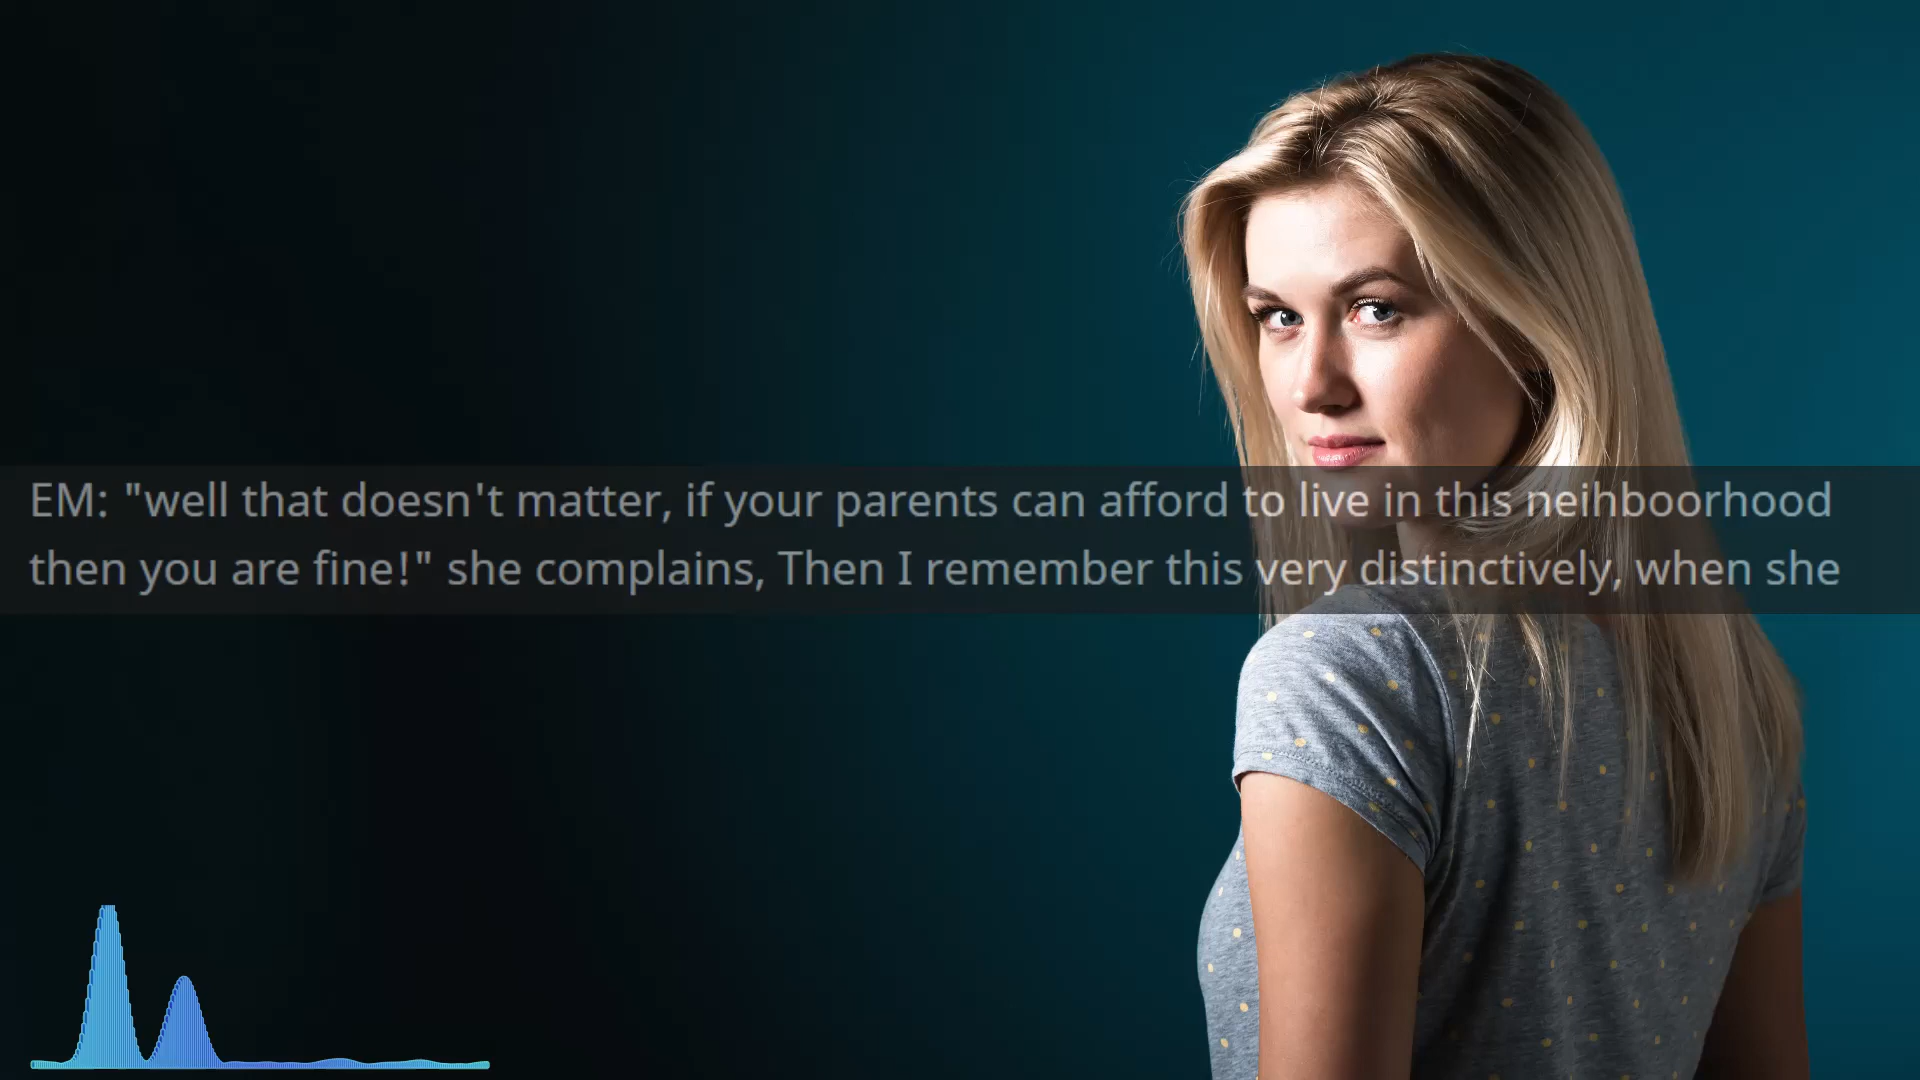 EM: "well that doesn't matter, if your parents can afford to live in this neihboorhood
then you are fine!" she complains, Then I remember this very distinctively, when she